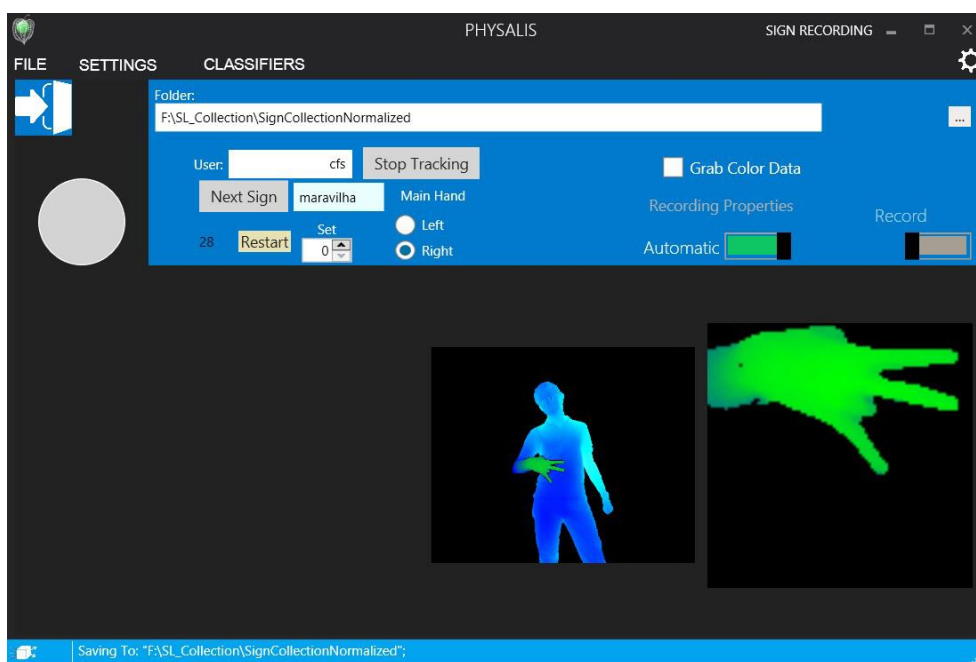 PHYSALIS
SIGN RECORDING
FILE SETTINGS CLASSIFIERS
Folder:
F:\SL_Collection\SignCollectionNormalized
...
User: cfs Stop Tracking
Grab Color Data
Next Sign maravilha Main Hand
Recording Properties
Record
Left
28 Restart Set 0
Right
Automatic
Saving To: "F:\SL_Collection\SignCollectionNormalized";